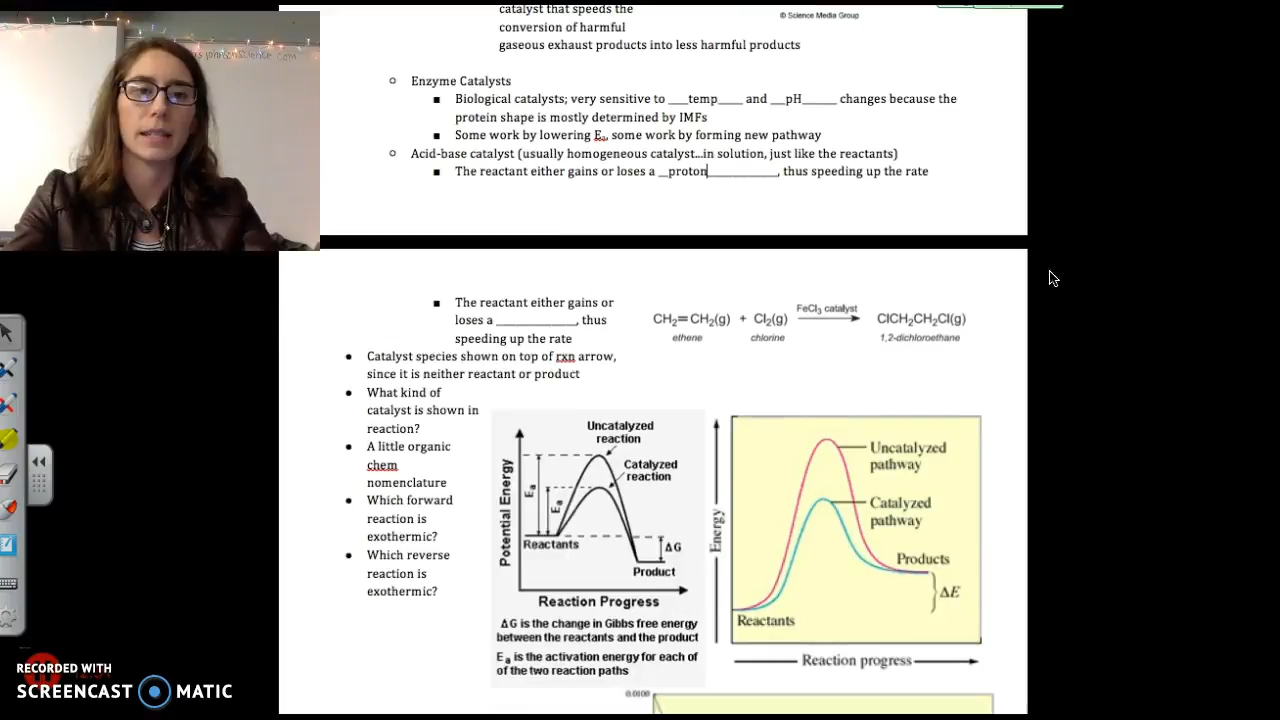 catalyst that speeds the
conversion of harmful
gaseous exhaust products into less harmful products
© Science Media Group
johnsonscience com
Enzyme Catalysts
Biological catalysts; very sensitive to ___temp____ and __pH______ changes because the
protein shape is mostly determined by IMFs
Some work by lowering Ea, some work by forming new pathway
Acid-base catalyst (usually homogeneous catalyst...in solution, just like the reactants)
The reactant either gains or loses a __proton______________, thus speeding up the rate
The reactant either gains or
loses a ________________, thus
speeding up the rate
Catalyst species shown on top of rxn arrow,
since it is neither reactant or product
What kind of
catalyst is shown in
reaction?
A little organic
chem
nomenclature
Which forward
reaction is
exothermic?
Which reverse
reaction is
exothermic?
FeCl3 catalyst
CH2=CH2(g) + Cl2(g) ClCH2CH2Cl(g)
ethene chlorine 1,2-dichloroethane
Uncatalyzed
reaction
Catalyzed
reaction
Potential Energy
Ea
Ea
Reactants
ΔG
Product
Reaction Progress
ΔG is the change in Gibbs free energy
between the reactants and the product
Ea is the activation energy for each of
of the two reaction paths
Uncatalyzed
pathway
Catalyzed
pathway
Energy
Products
ΔE
Reactants
Reaction progress
0.0100
RECORDED WITH
SCREENCAST MATIC